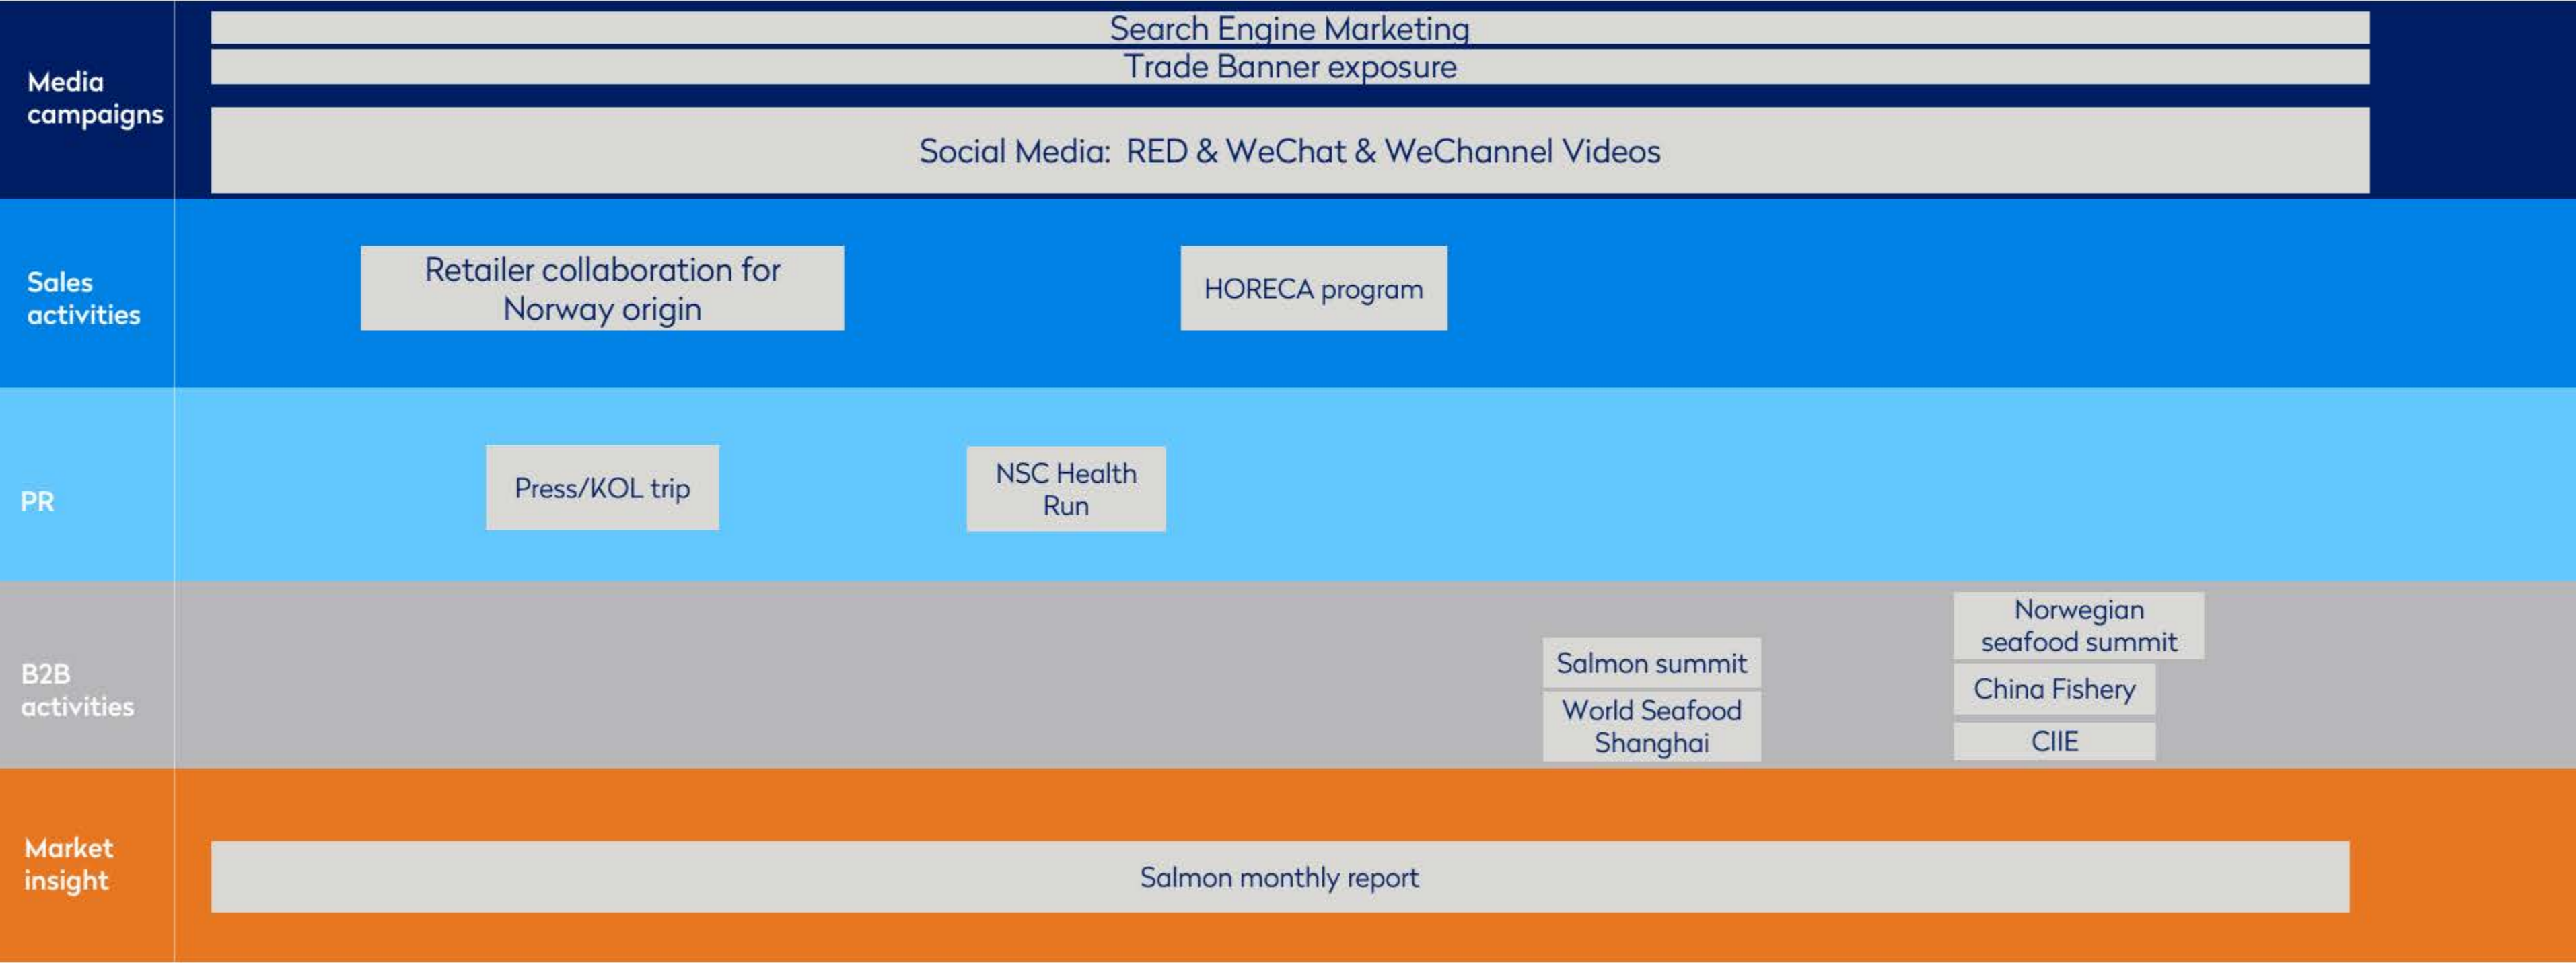 Media
campaigns
Search Engine Marketing
Trade Banner exposure
Social Media: RED & WeChat & WeChannel Videos
Sales
activities
Retailer collaboration for
Norway origin
HORECA program
PR
Press/KOL trip
NSC Health
Run
B2B
activities
Salmon summit
World Seafood
Shanghai
Norwegian
seafood summit
China Fishery
CIIE
Market
insight
Salmon monthly report